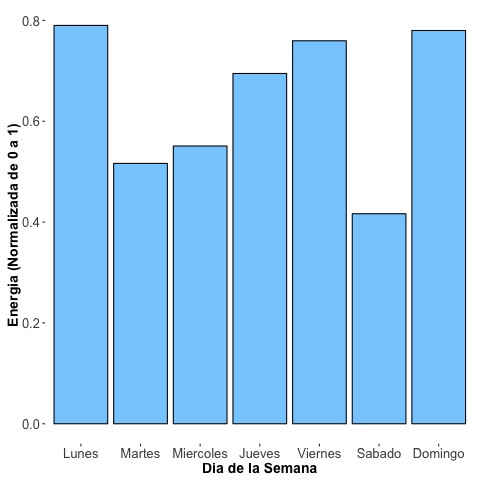 Energia (Normalizada de 0 a 1)
0.8
0.6
0.4
0.2
0.0
Lunes Martes Miercoles Jueves Viernes Sabado Domingo
Dia de la Semana